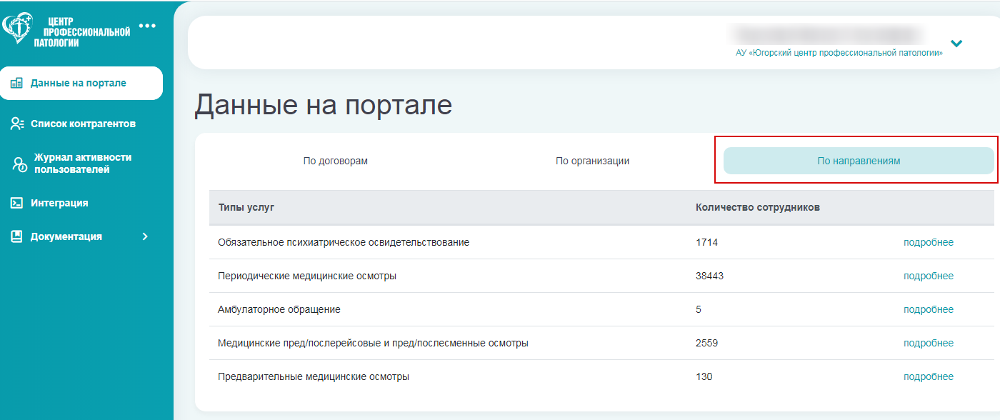 ЦЕНТР
ПРОФЕССИОНАЛЬНОЙ
ПАТОЛОГИИ
АУ «Югорский центр профессиональной патологии»
Данные на портале
Список контрагентов
Журнал активности
пользователей
Интеграция
Документация
Данные на портале
По договорам По организации По направлениям
Типы услуг Количество сотрудников
Обязательное психиатрическое освидетельствование 1714 подробнее
Периодические медицинские осмотры 38443 подробнее
Амбулаторное обращение 5 подробнее
Медицинские пред/послерейсовые и пред/послесменные осмотры 2559 подробнее
Предварительные медицинские осмотры 130 подробнее